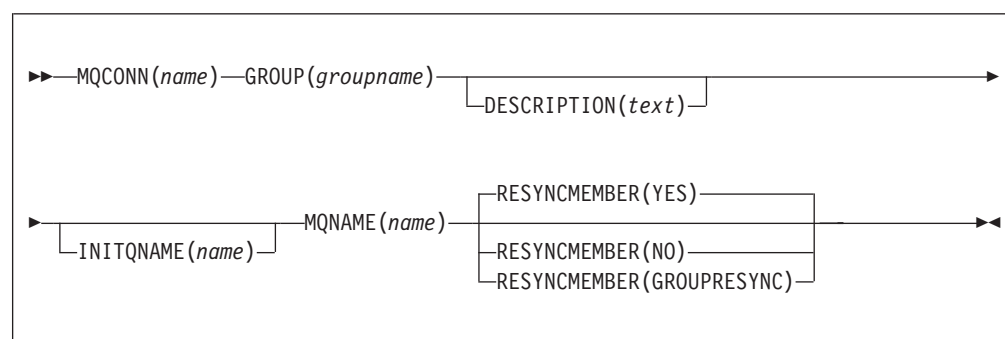 MQCONN(name) GROUP(groupname)
DESCRIPTION(text)
RESYNCMEMBER(YES)
INITQNAME(name) MQNAME(name)
RESYNCMEMBER(NO)
RESYNCMEMBER(GROUPRESYNC)